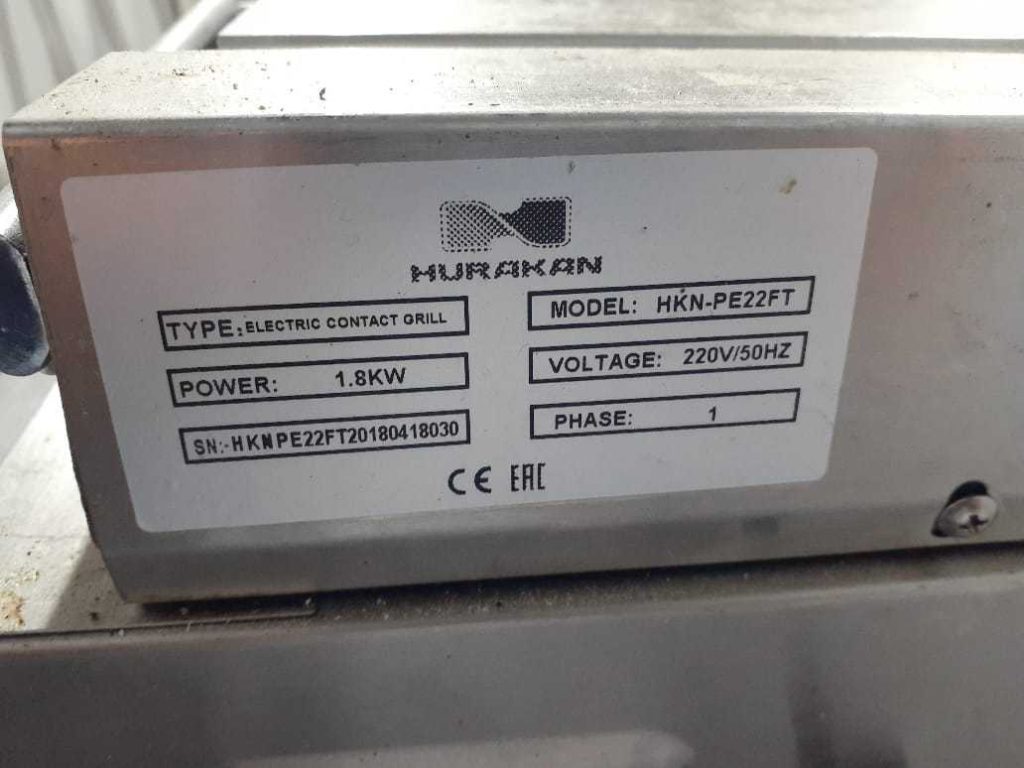 HURAKAN
TYPE: ELECTRIC CONTACT GRILL
MODEL: HKN-PE22FT
POWER: 1.8KW
VOLTAGE: 220V/50HZ
SN:-HKNPE22FT20180418030
PHASE: 1
CE EAC